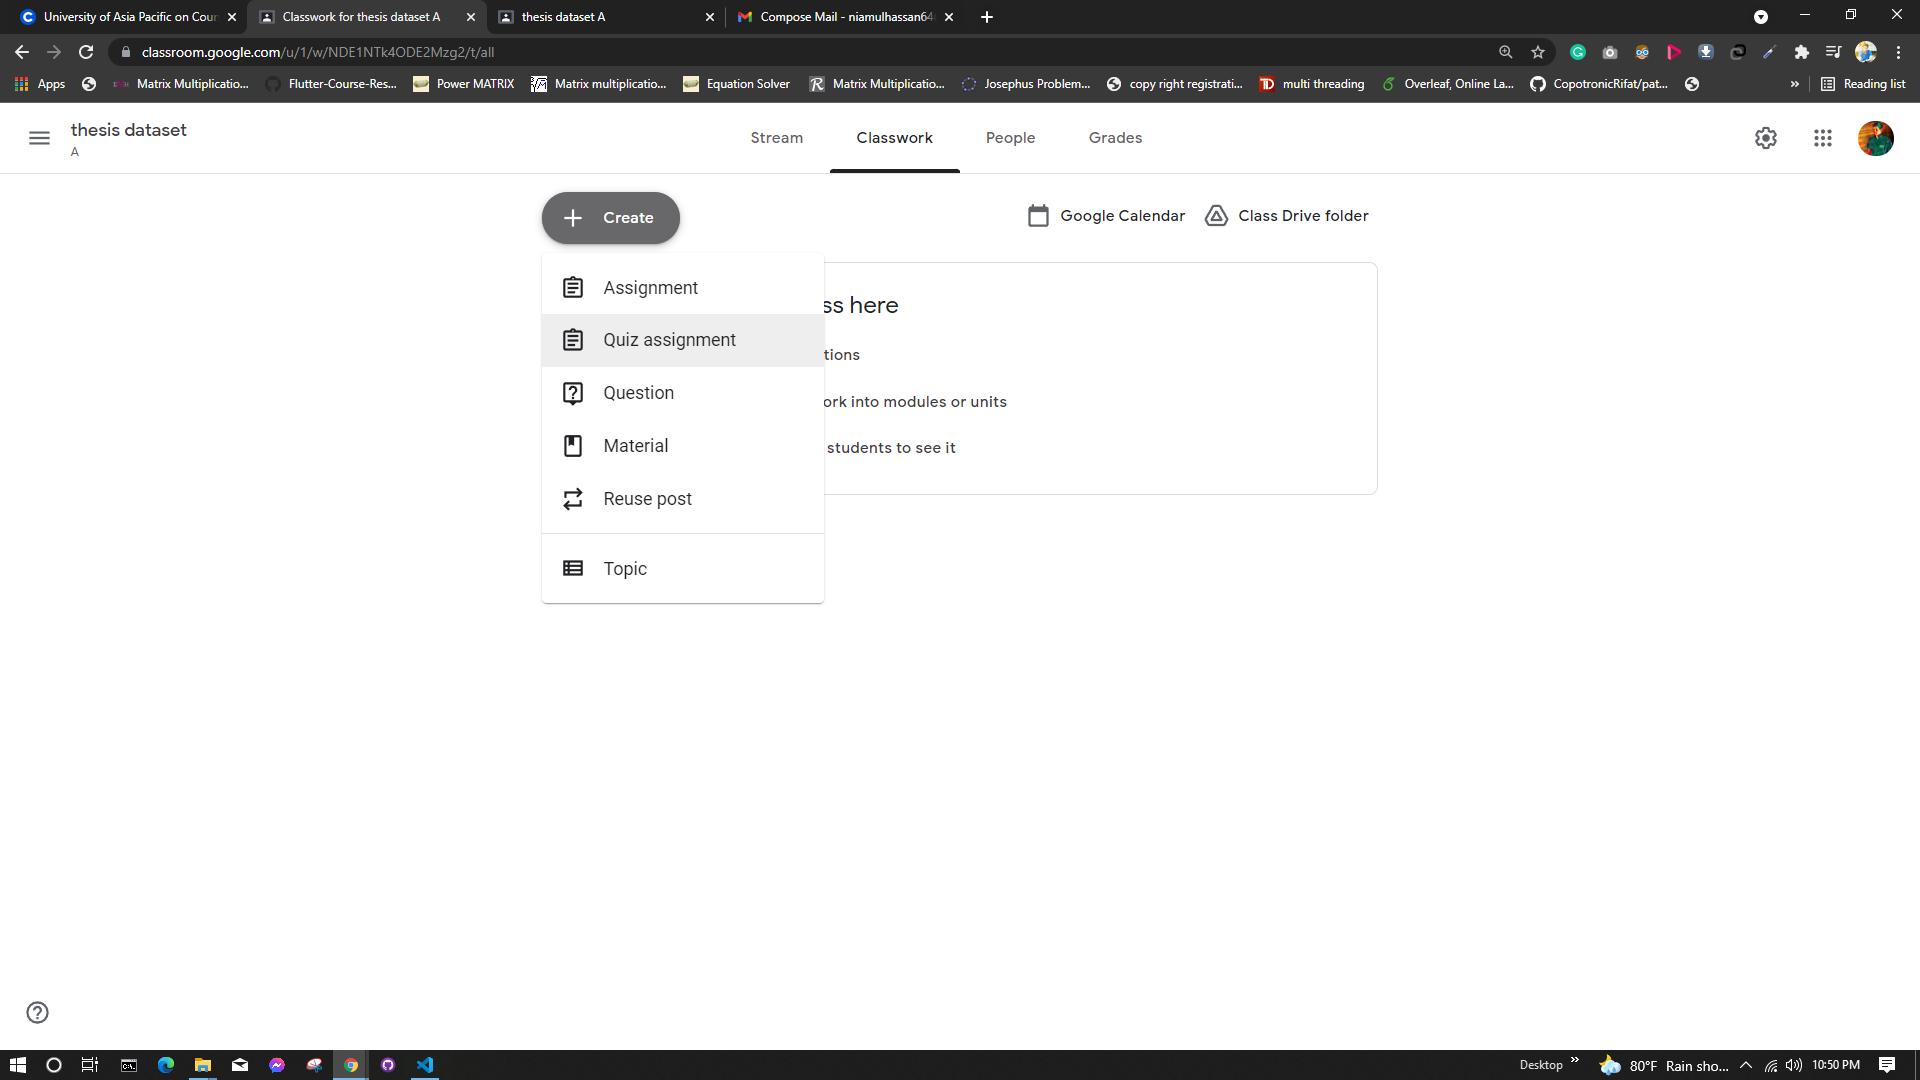 University of Asia Pacific on Cour
Classwork for thesis dataset A
thesis dataset A
Compose Mail - niamulhassan64
classroom.google.com/u/1/w/NDE1NTk4ODE2Mzg2/t/all
Apps
Matrix Multiplicatio...
Flutter-Course-Res...
Power MATRIX
Matrix multiplicatio...
Equation Solver
Matrix Multiplicatio...
Josephus Problem...
copy right registrati...
multi threading
Overleaf, Online La...
CopotronicRifat/pat...
Reading list
thesis dataset
A
Stream
Classwork
People
Grades
Create
Google Calendar
Class Drive folder
Assignment
Quiz assignment
Question
Material
Reuse post
Topic
ss here
tions
ork into modules or units
students to see it
Desktop
80°F Rain sho...
10:50 PM